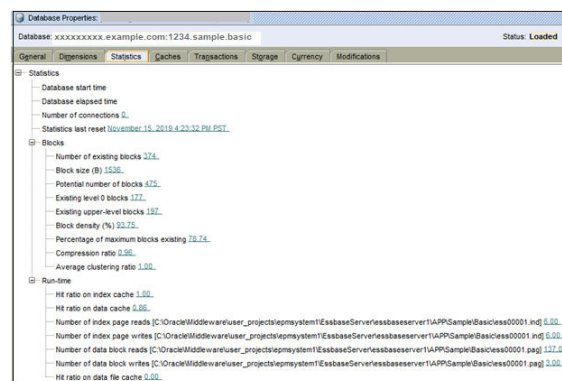 Database Properties:
Database: xxxxxxxxx.example.com:1234.sample.basic Status: Loaded
General Dimensions Statistics Caches Transactions Storage Currency Modifications
Statistics
Database start time
Database elapsed time
Number of connections 0
Statistics last reset November 15, 2019 4:23:32 PM PST
Blocks
Number of existing blocks 374
Block size (B) 1536
Potential number of blocks 475
Existing level 0 blocks 177
Existing upper-level blocks 197
Block density (%) 93.75
Percentage of maximum blocks existing 78.74
Compression ratio 0.96
Average clustering ratio 1.00
Run-time
Hit ratio on index cache 1.00
Hit ratio on data cache 0.86
Number of index page reads [C:\Oracle\Middleware\user_projects\epmsystem1\EssbaseServer\essbaseserver1\APP\Sample\Basic\ess00001.ind] 6.00
Number of index page writes [C:\Oracle\Middleware\user_projects\epmsystem1\EssbaseServer\essbaseserver1\APP\Sample\Basic\ess00001.ind] 6.00
Number of data block reads [C:\Oracle\Middleware\user_projects\epmsystem1\EssbaseServer\essbaseserver1\APP\Sample\Basic\ess00001.pag] 137.0
Number of data block writes [C:\Oracle\Middleware\user_projects\epmsystem1\EssbaseServer\essbaseserver1\APP\Sample\Basic\ess00001.pag] 3.00
Hit ratio on data file cache 0.00